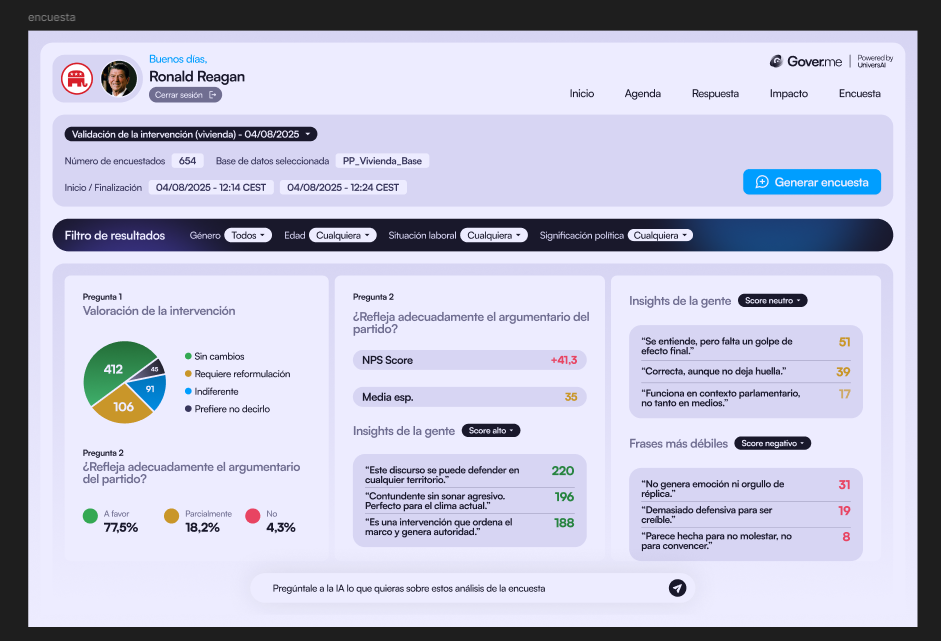 encuesta
Buenos días,
Ronald Reagan
Cerrar sesión
Gover.me
Powered by
UniversAI
Inicio Agenda Respuesta Impacto Encuesta
Validación de la intervención (vivienda) - 04/08/2025
Número de encuestados 654 Base de datos seleccionada PP_Vivienda_Base
Inicio / Finalización 04/08/2025 - 12:14 CEST 04/08/2025 - 12:24 CEST
Generar encuesta
Filtro de resultados Género Todos Edad Cualquiera Situación laboral Cualquiera Significación política Cualquiera
Pregunta 1
Valoración de la intervención
412
45
91
106
Sin cambios
Requiere reformulación
Indiferente
Prefiere no decirlo
Pregunta 2
¿Refleja adecuadamente el argumentario
del partido?
A favor
77,5%
Parcialmente
18,2%
No
4,3%
Pregunta 2
¿Refleja adecuadamente el argumentario del
partido?
NPS Score +41,3
Media esp. 35
Insights de la gente Score alto
“Este discurso se puede defender en
cualquier territorio.” 220
“Contundente sin sonar agresivo.
Perfecto para el clima actual.” 196
“Es una intervención que ordena el
marco y genera autoridad.” 188
Insights de la gente Score neutro
“Se entiende, pero falta un golpe de
efecto final.” 51
“Correcta, aunque no deja huella.” 39
“Funciona en contexto parlamentario,
no tanto en medios.” 17
Frases más débiles Score negativo
“No genera emoción ni orgullo de
réplica.” 31
“Demasiado defensiva para ser
creíble.” 19
“Parece hecha para no molestar, no
para convencer.” 8
Pregúntale a la IA lo que quieras sobre estos análisis de la encuesta